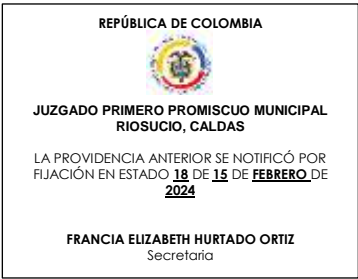 REPÚBLICA DE COLOMBIA
JUZGADO PRIMERO PROMISCUO MUNICIPAL
RIOSUCIO, CALDAS
LA PROVIDENCIA ANTERIOR SE NOTIFICÓ POR
FIJACIÓN EN ESTADO 18 DE 15 DE FEBRERO DE
2024
FRANCIA ELIZABETH HURTADO ORTIZ
Secretaria